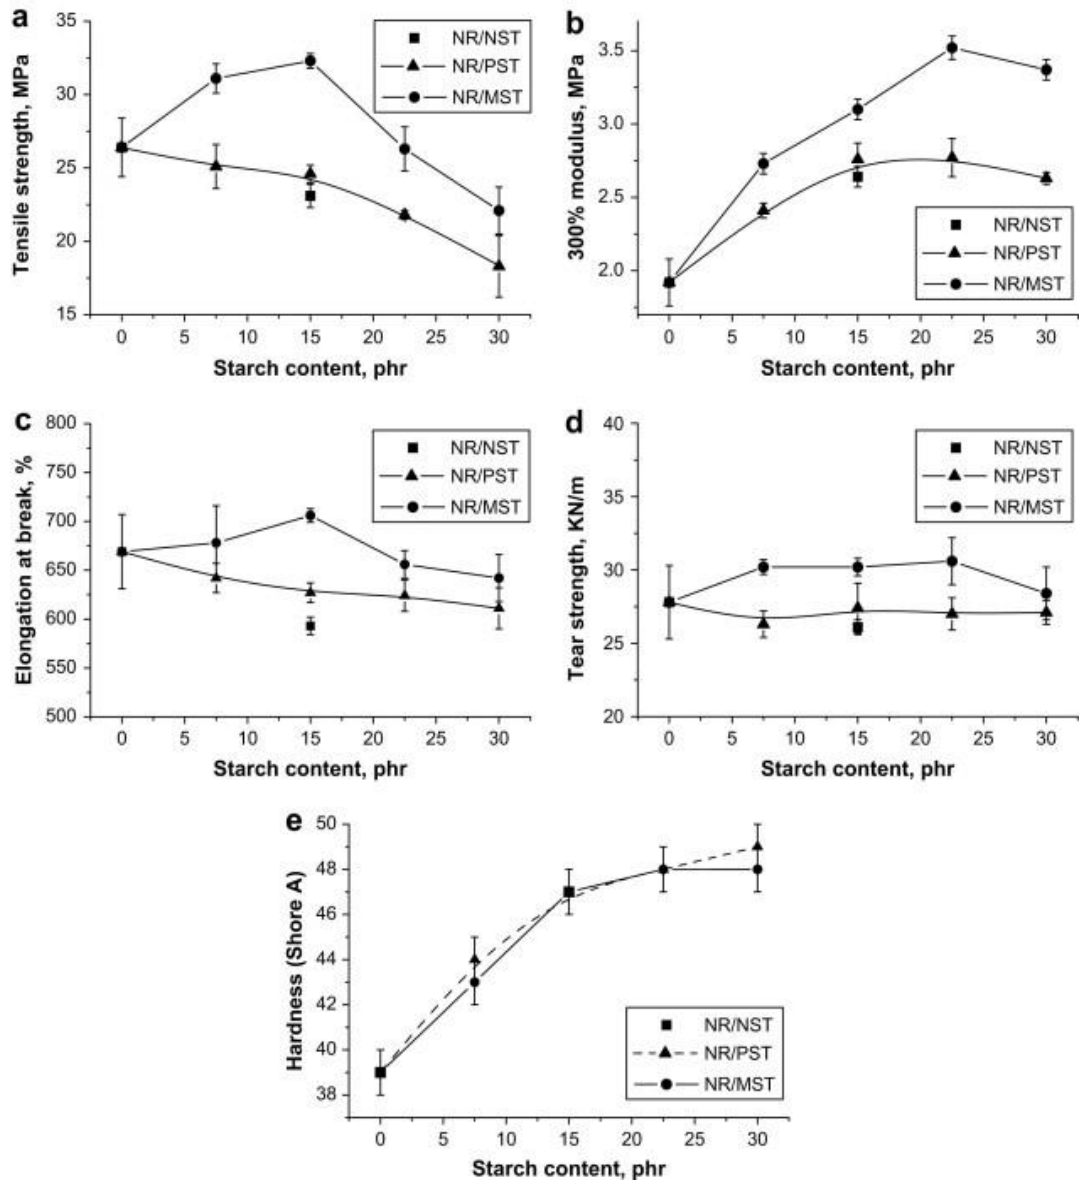 a
35
30
25
20
15
Tensile strength, MPa
NR/NST
NR/PST
NR/MST
0 5 10 15 20 25 30
Starch content, phr
b
3.5
3.0
2.5
2.0
300% modulus, MPa
NR/NST
NR/PST
NR/MST
0 5 10 15 20 25 30
Starch content, phr
c
800
750
700
650
600
550
500
Elongation at break, %
NR/NST
NR/PST
NR/MST
0 5 10 15 20 25 30
Starch content, phr
d
40
35
30
25
20
Tear strength, KN/m
NR/NST
NR/PST
NR/MST
0 5 10 15 20 25 30
Starch content, phr
e
50
48
46
44
42
40
38
Hardness (Shore A)
NR/NST
NR/PST
NR/MST
0 5 10 15 20 25 30
Starch content, phr